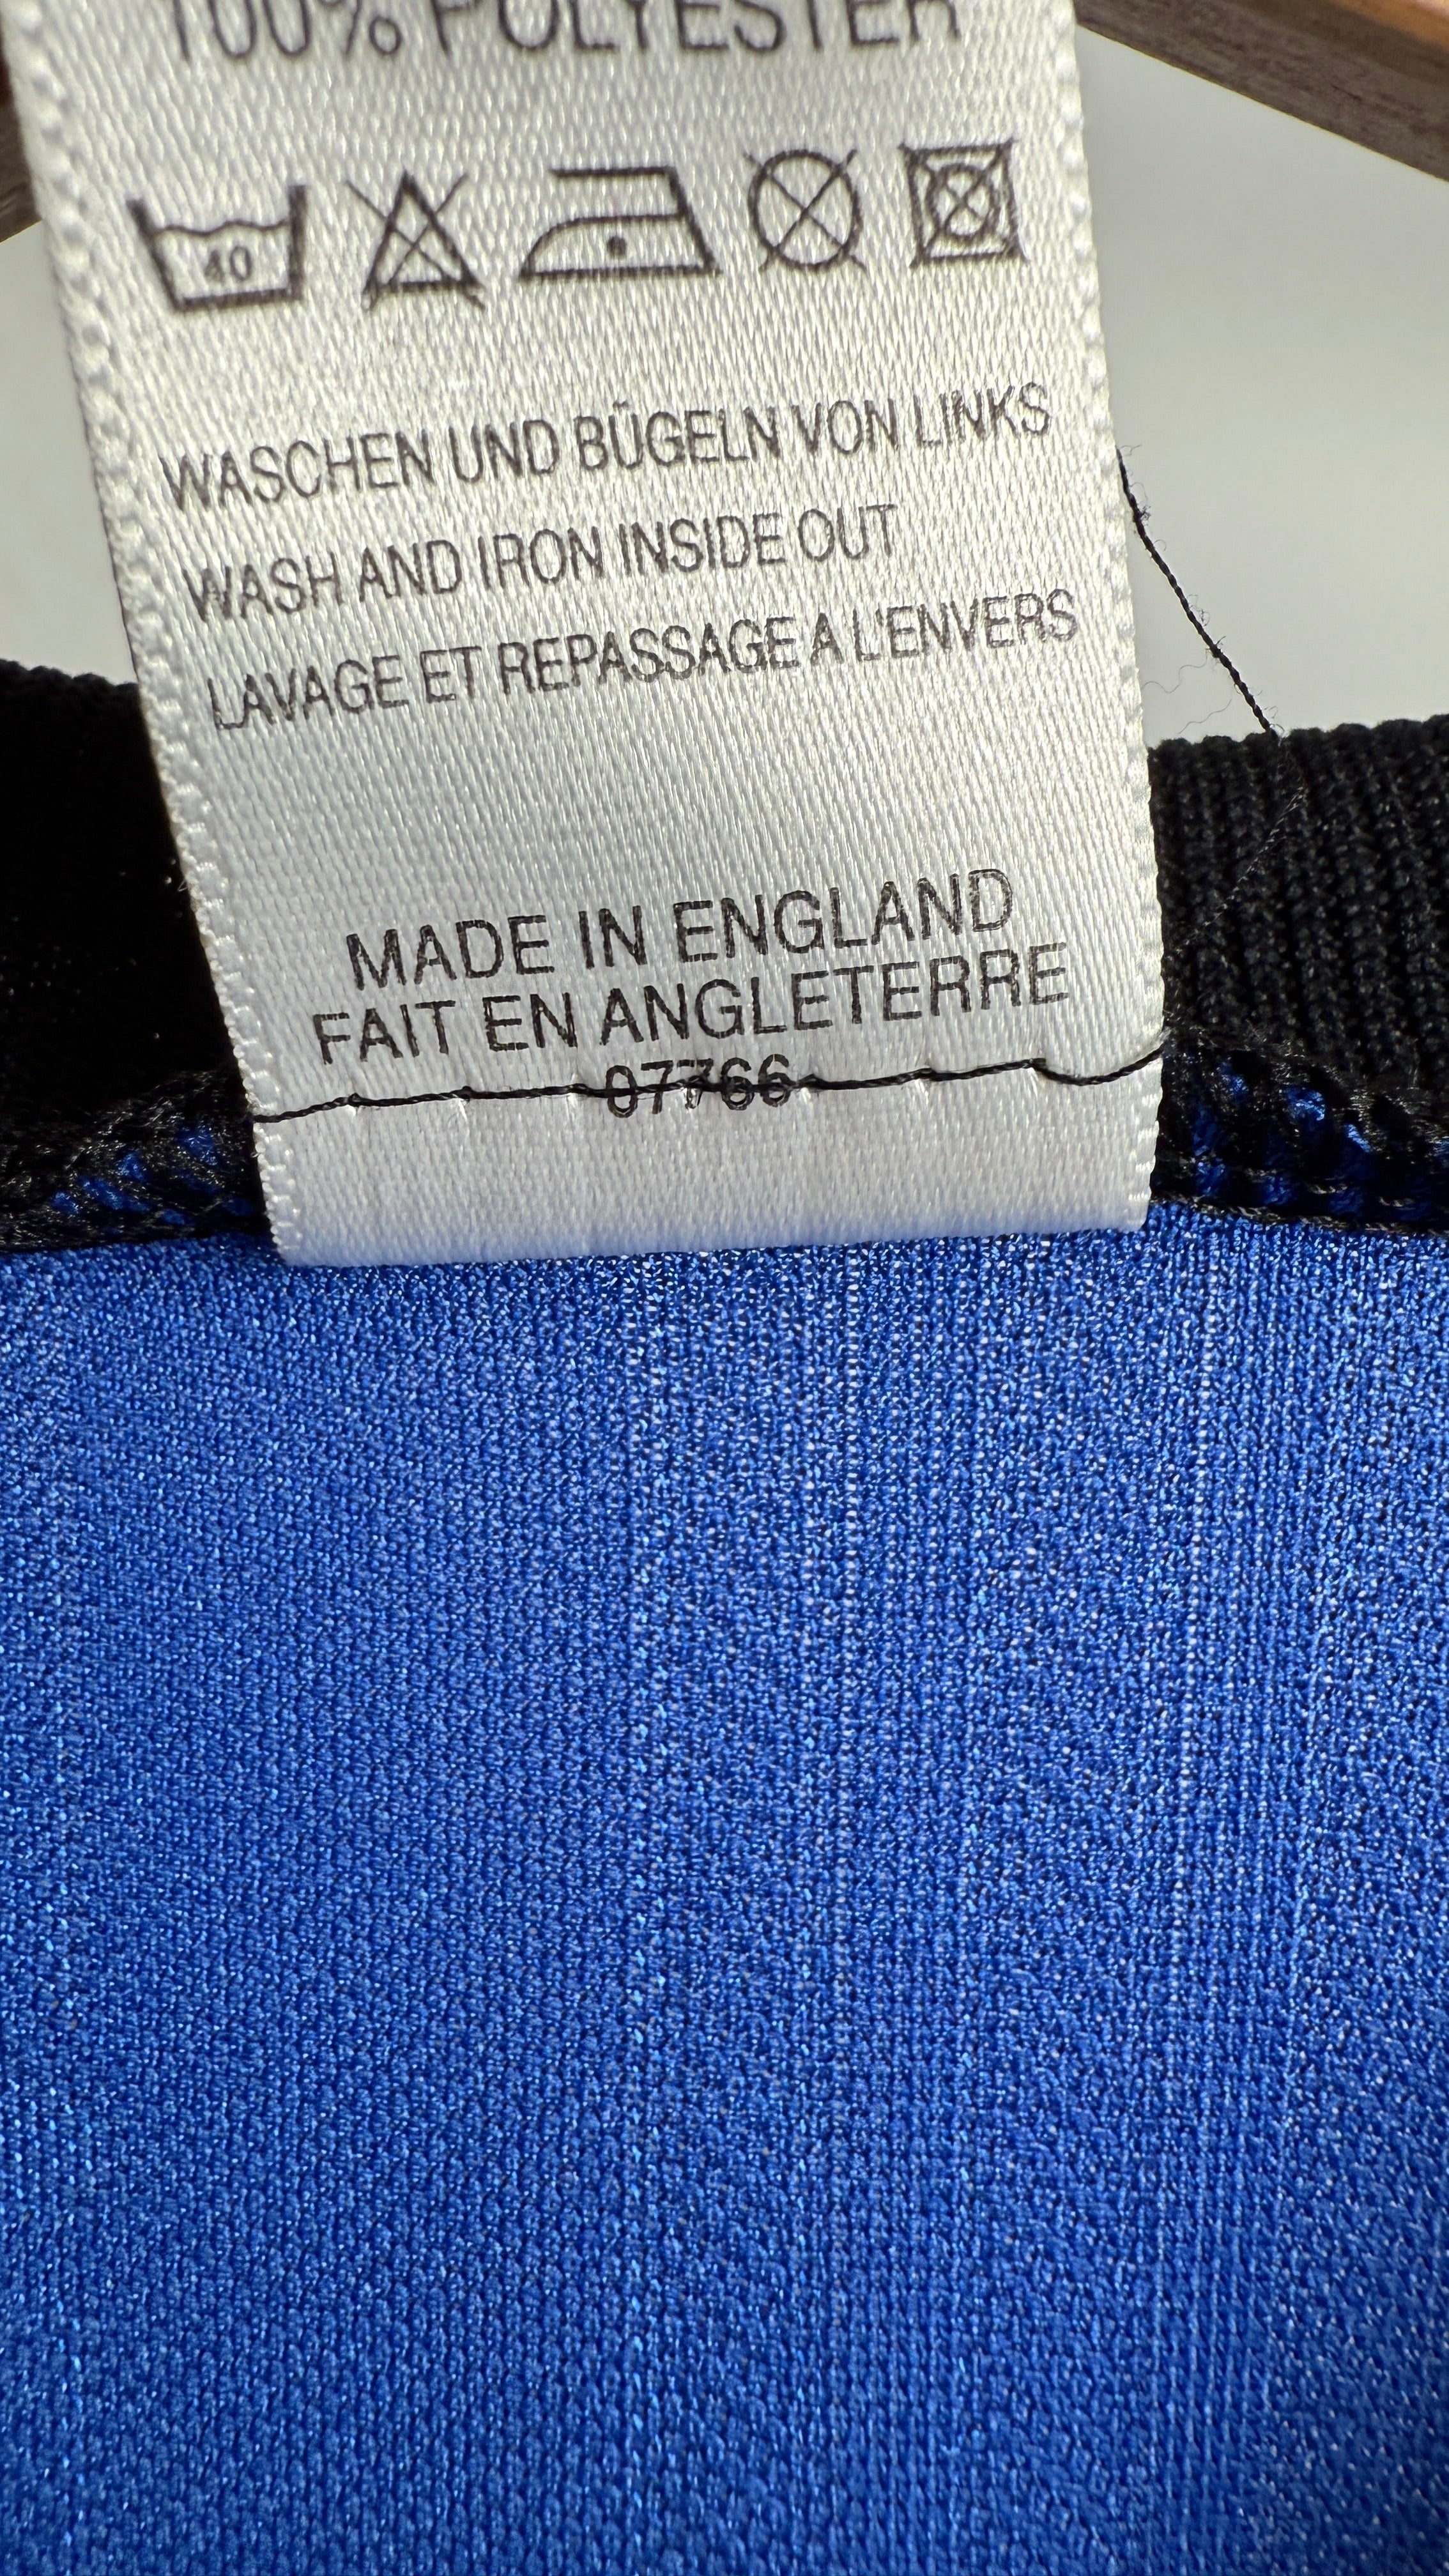 100% POLYESTER
40
WASCHEN UND BÜGELN VON LINKS
WASH AND IRON INSIDE OUT
LAVAGE ET REPASSAGE A L'ENVERS
MADE IN ENGLAND
FAIT EN ANGLETERRE
07766